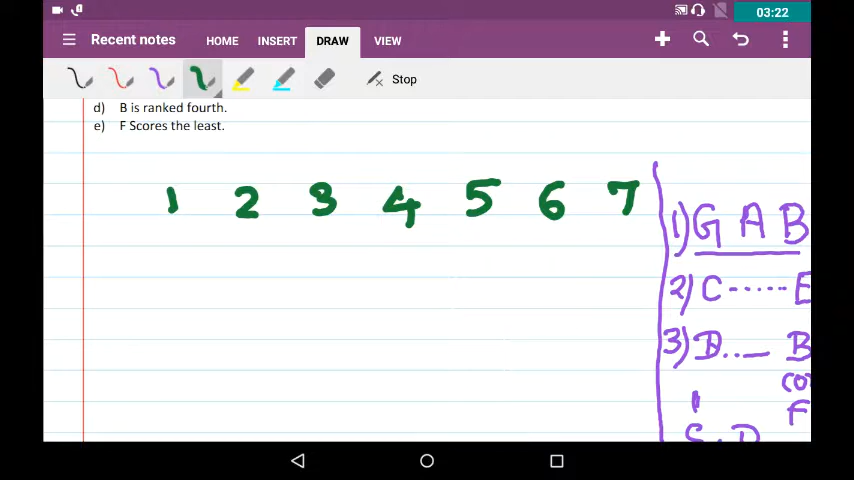 03:22
Recent notes HOME INSERT DRAW VIEW
Stop
d) B is ranked fourth.
e) F Scores the least.
1 2 3 4 5 6 7
1) G A B
2) C ----- E
3) D..__ B
F